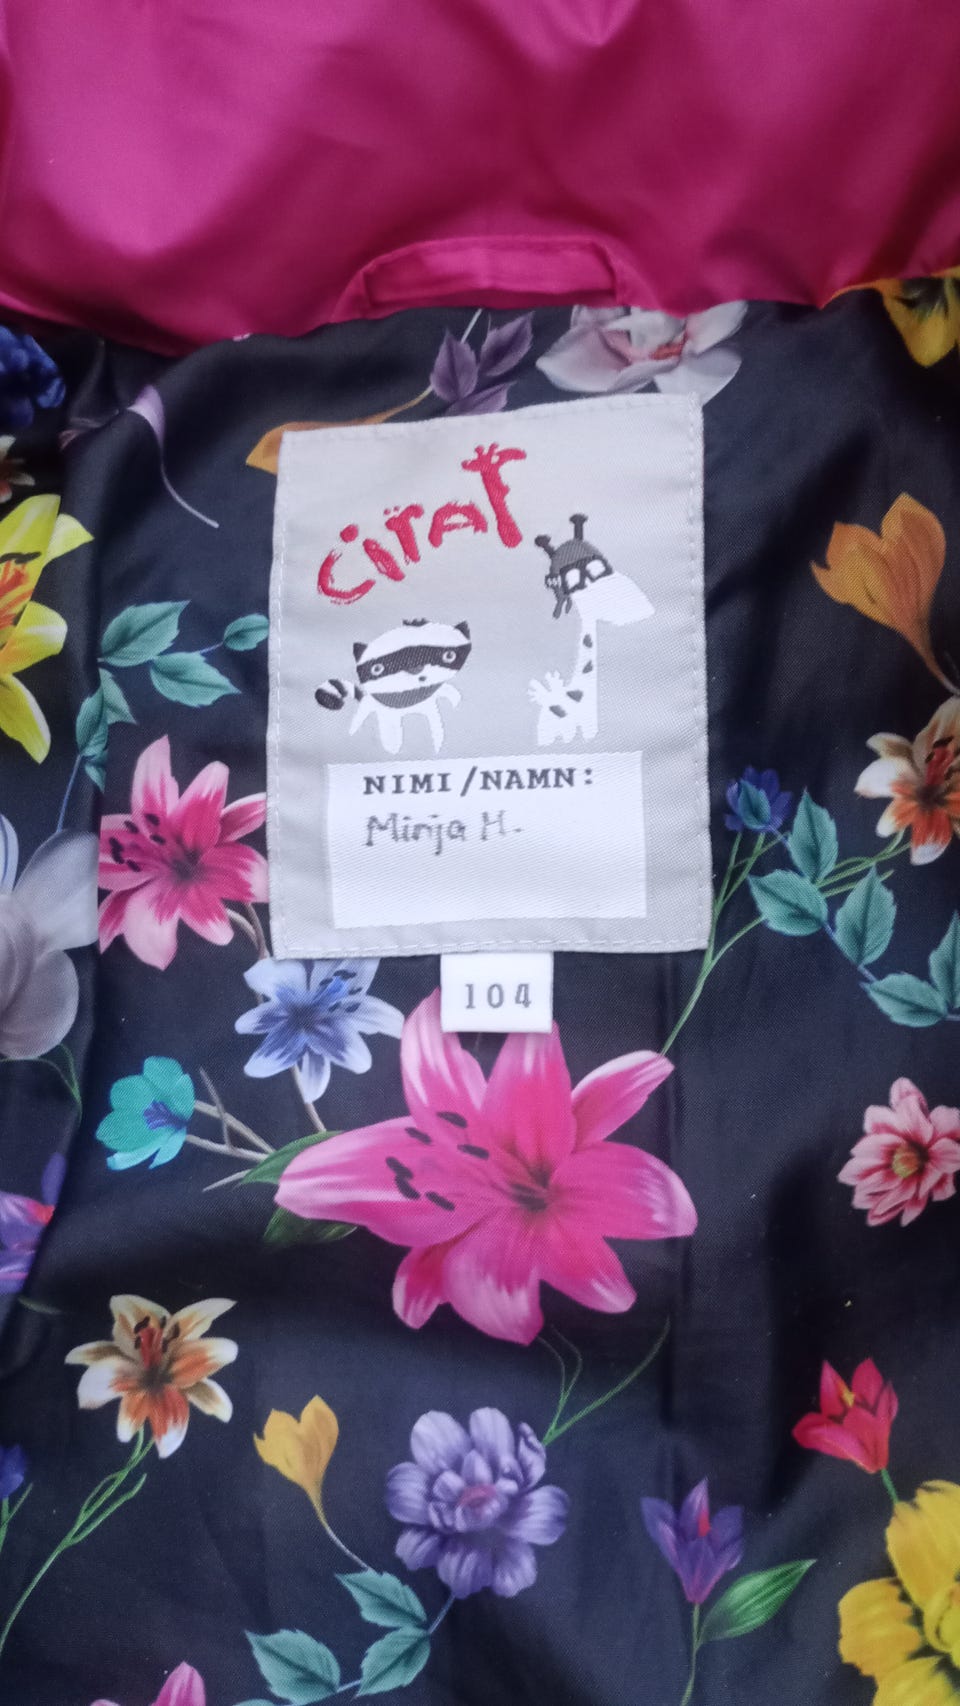 CiraT
NIMI/NAMN:
Minja H.
104